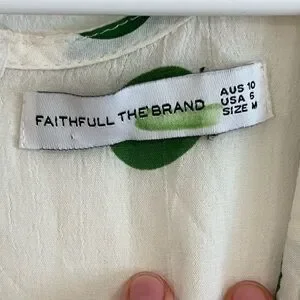 FAITHFULL THE BRAND
AUS 10
USA 6
SIZE M